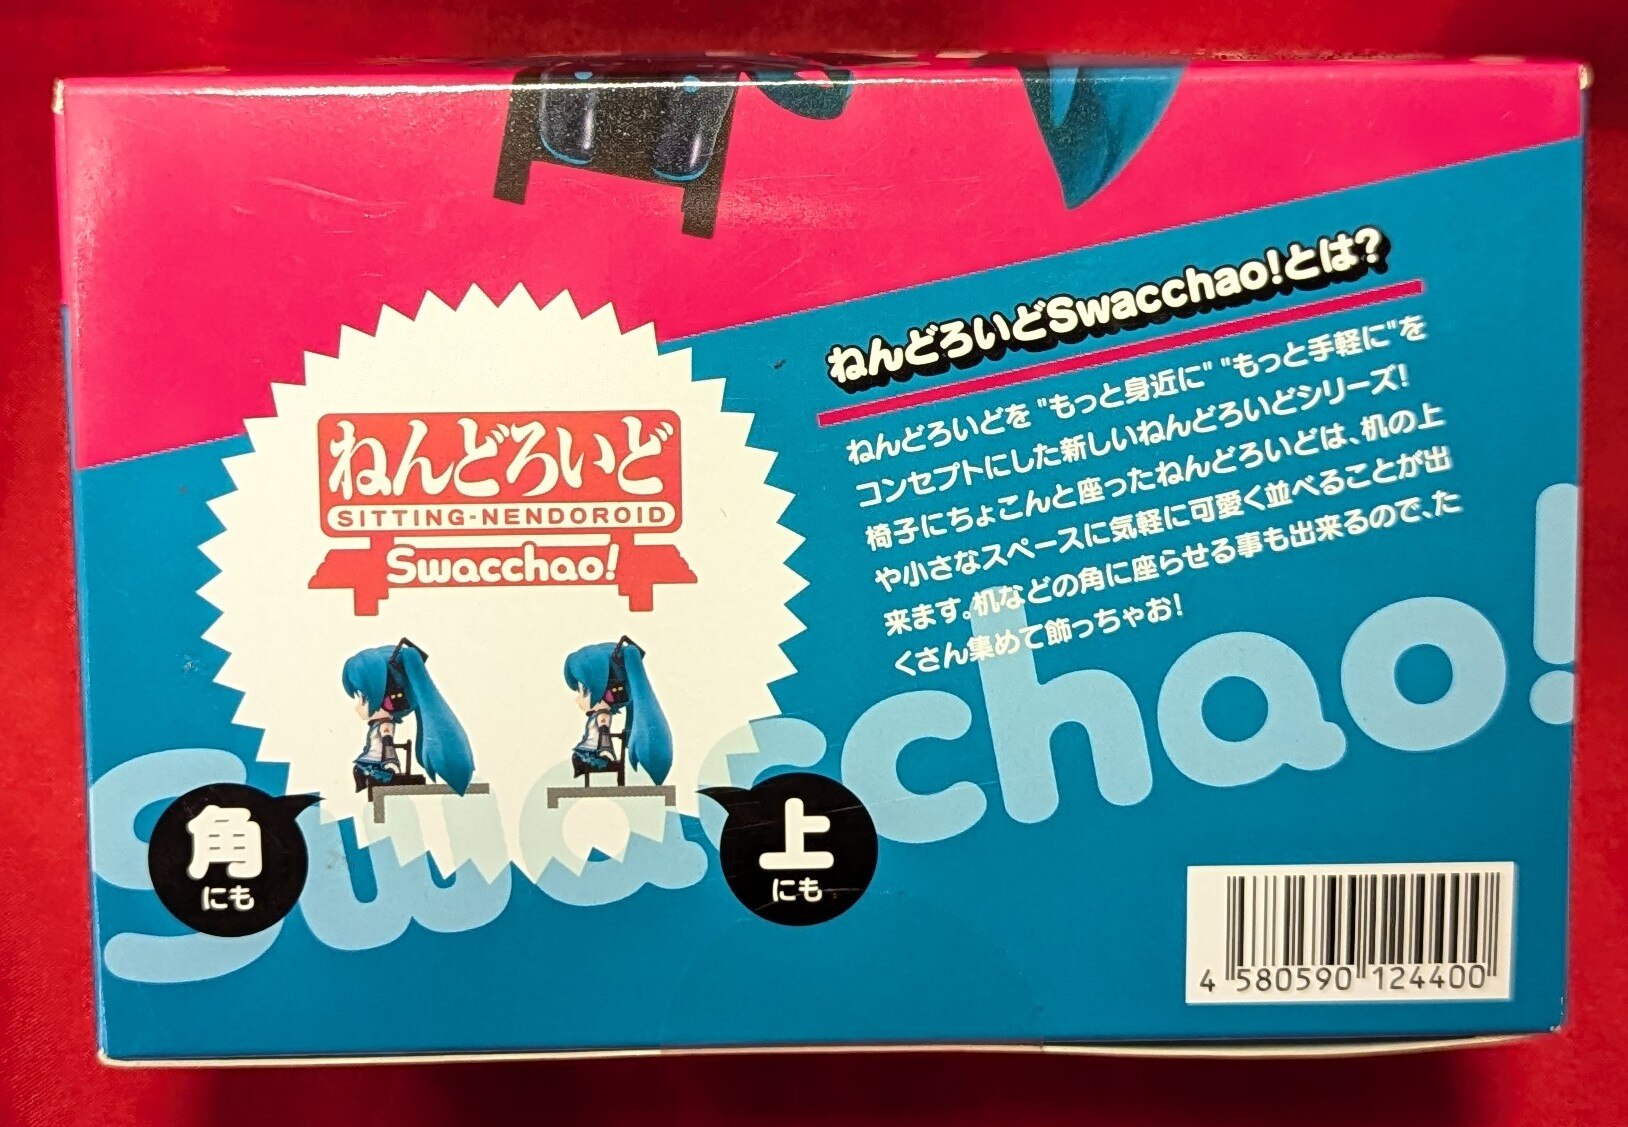 ねんどろいど
SITTING-NENDOROID
Swacchao!
角
にも
上
にも
ねんどろいどSwacchao!とは?
ねんどろいどを "もっと身近に" "もっと手軽に"を
コンセプトにした新しいねんどろいどシリーズ!
椅子にちょこんと座ったねんどろいどは、机の上
や小さなスペースに気軽に可愛く並べることが出
来ます。机などの角に座らせる事も出来るので、た
くさん集めて飾っちゃお!
Swacchao!
4 580590 124400